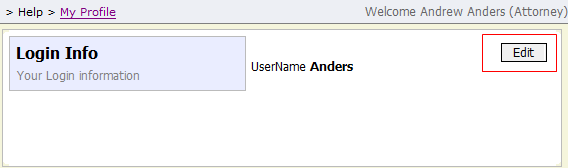 > Help > My Profile Welcome Andrew Anders (Attorney)
Login Info
Your Login information
UserName Anders
Edit